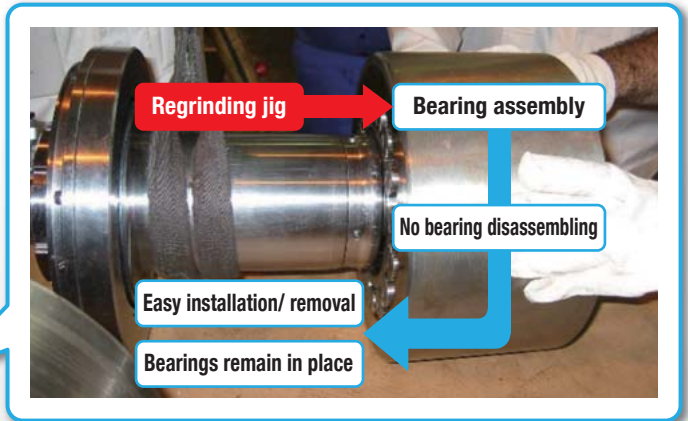 Regrinding jig
Bearing assembly
No bearing disassembling
Easy installation/ removal
Bearings remain in place